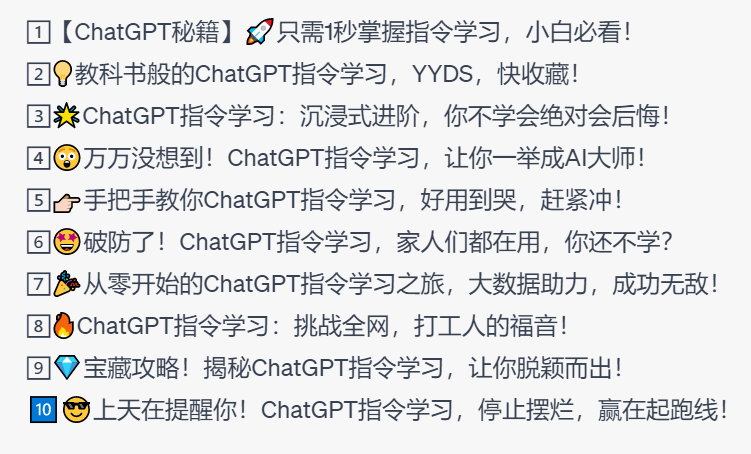 1️⃣【ChatGPT秘籍】🚀只需1秒掌握指令学习，小白必看！
2️⃣💡教科书般的ChatGPT指令学习，YYDS，快收藏！
3️⃣🌟ChatGPT指令学习：沉浸式进阶，你不学会绝对会后悔！
4️⃣😲万万没想到！ChatGPT指令学习，让你一举成AI大师！
5️⃣👉🏻手把手教你ChatGPT指令学习，好用到哭，赶紧冲！
6️⃣🤩破防了！ChatGPT指令学习，家人们都在用，你还不学？
7️⃣🎉从零开始的ChatGPT指令学习之旅，大数据助力，成功无敌！
8️⃣🔥ChatGPT指令学习：挑战全网，打工人的福音！
9️⃣💎宝藏攻略！揭秘ChatGPT指令学习，让你脱颖而出！
🔟😎上天在提醒你！ChatGPT指令学习，停止摆烂，赢在起跑线！